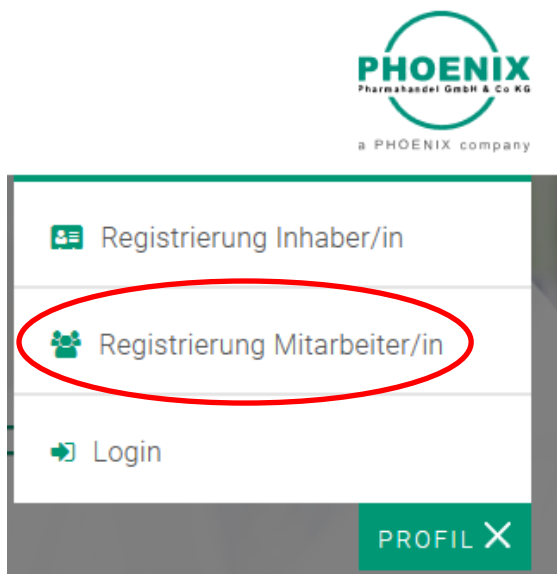 PHOENIX
Pharmahandel GmbH & Co KG
a PHOENIX company
Registrierung Inhaber/in
Registrierung Mitarbeiter/in
Login
PROFIL